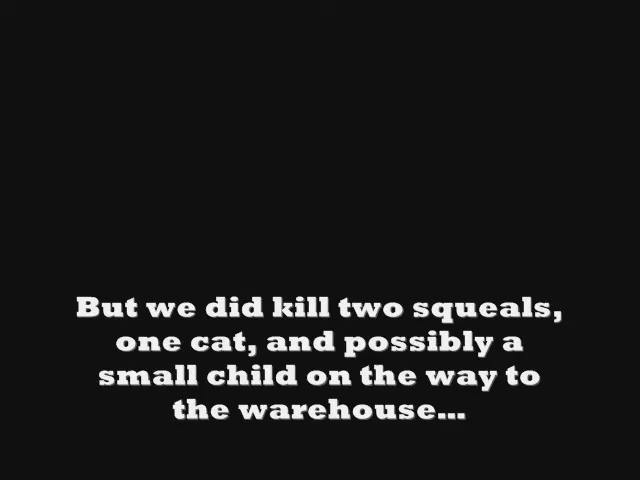 But we did kill two squeals,
one cat, and possibly a
small child on the way to
the warehouse...